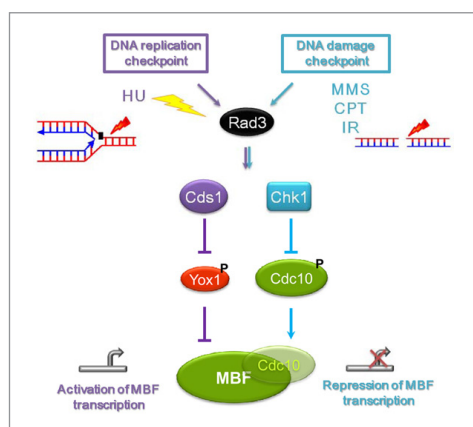 DNA replication
checkpoint
DNA damage
checkpoint
HU
MMS
CPT
IR
Rad3
Cds1
Chk1
P
Yox1
P
Cdc10
MBF
Cdc10
Activation of MBF
transcription
Repression of MBF
transcription